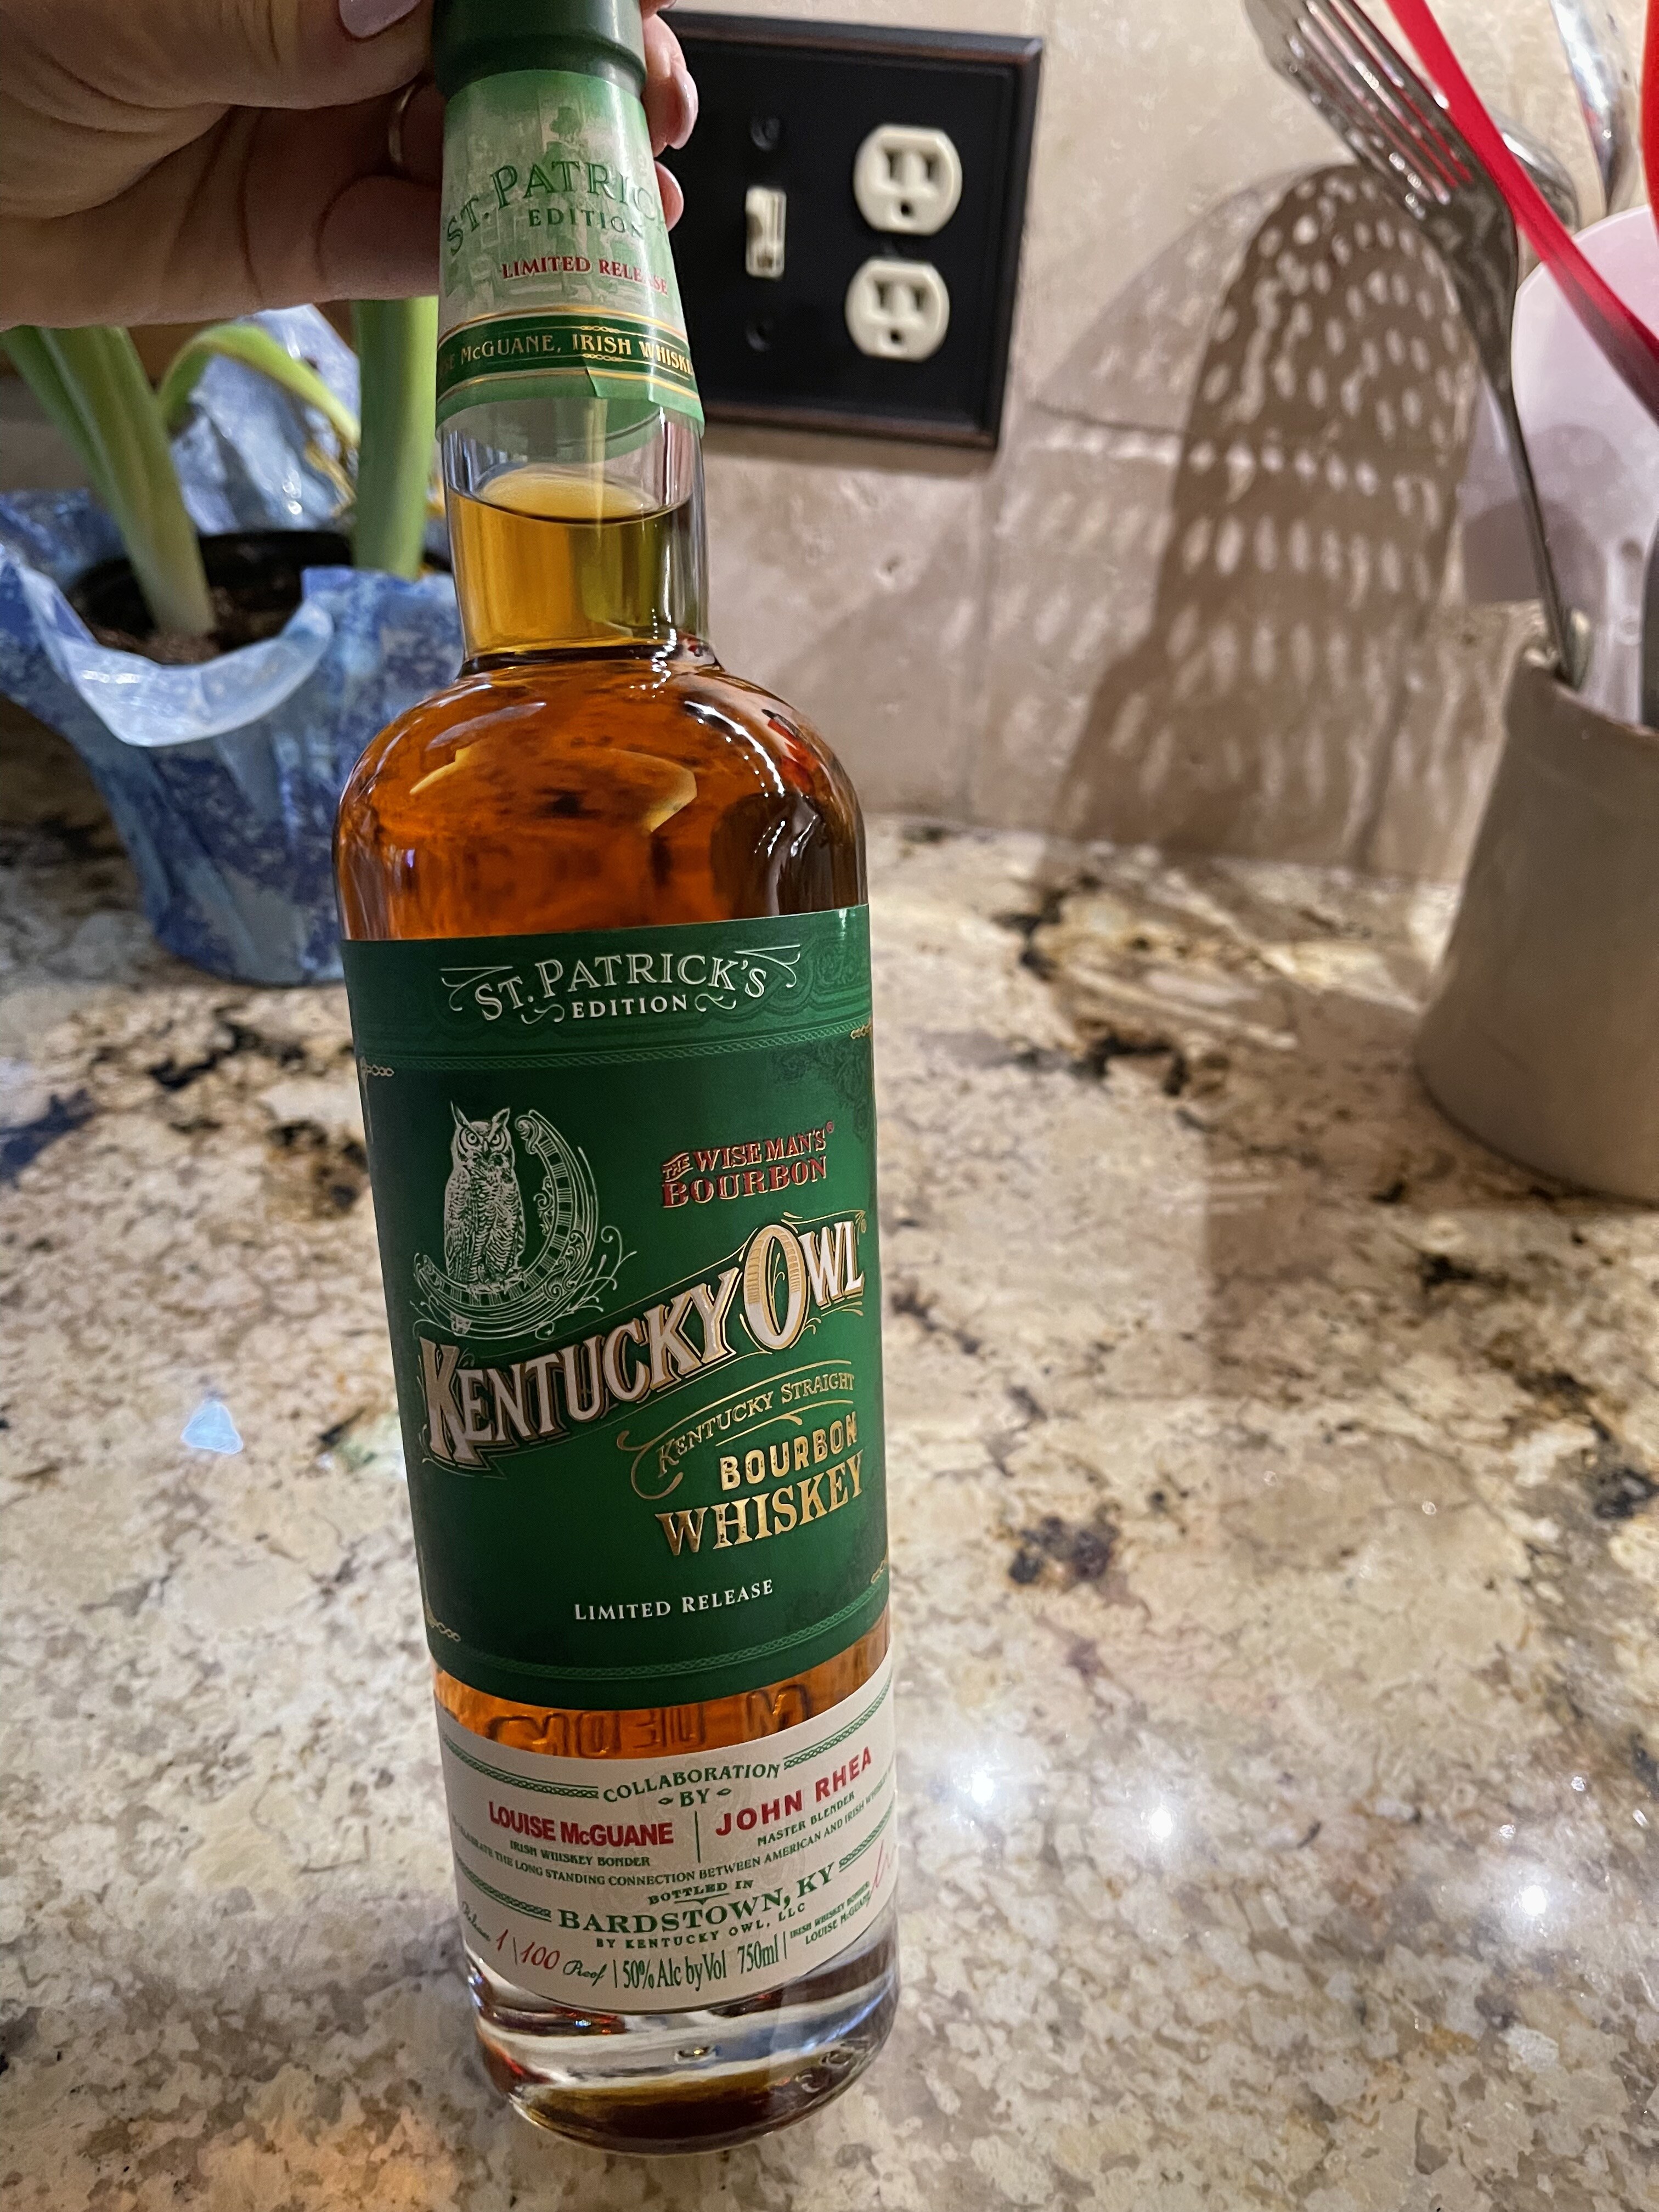 ST. PATRIC
EDITION
LIMITED RELEASE
McGUANE, IRISH WHISK
ST. PATRICK'S
EDITION
THE WISE MAN'S®
BOURBON
KENTUCKY OWL®
KENTUCKY STRAIGHT
BOURBON
WHISKEY
LIMITED RELEASE
COLLABORATION
BY
LOUISE McGUANE
IRISH WHISKEY BONDER
JOHN RHEA
MASTER BLENDER
THE LONG STANDING CONNECTION BETWEEN AMERICAN AND IRISH
BOTTLED IN
BARDSTOWN, KY
BY KENTUCKY OWL, LLC
Release 1 | 100 Proof | 50% Alc by Vol 750ml |
IRISH WHISKEY BONDER
LOUISE McGUANE